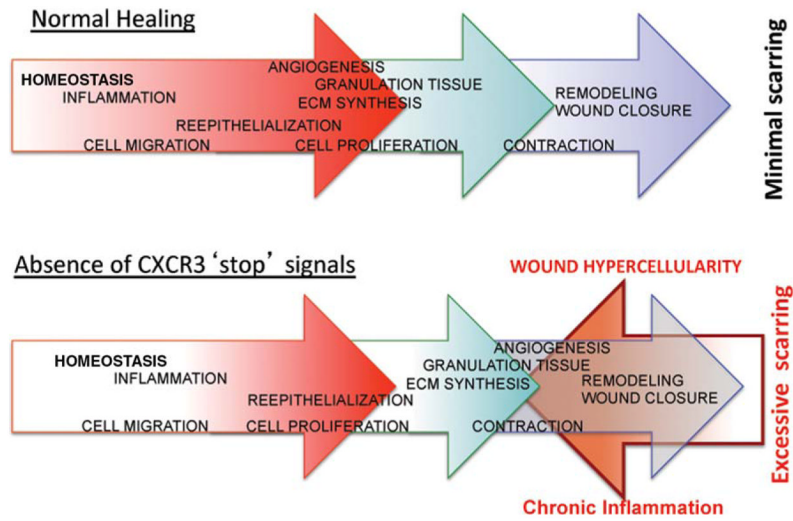 Normal Healing
HOMEOSTASIS
INFLAMMATION
ANGIOGENESIS
GRANULATION TISSUE
ECM SYNTHESIS
REEPITHELIALIZATION
CELL MIGRATION
CELL PROLIFERATION
CONTRACTION
REMODELING
WOUND CLOSURE
Minimal scarring
Absence of CXCR3 ‘stop’ signals
WOUND HYPERCELLULARITY
HOMEOSTASIS
INFLAMMATION
ANGIOGENESIS
GRANULATION TISSUE
ECM SYNTHESIS
REEPITHELIALIZATION
CELL MIGRATION
CELL PROLIFERATION
CONTRACTION
REMODELING
WOUND CLOSURE
Excessive scarring
Chronic Inflammation